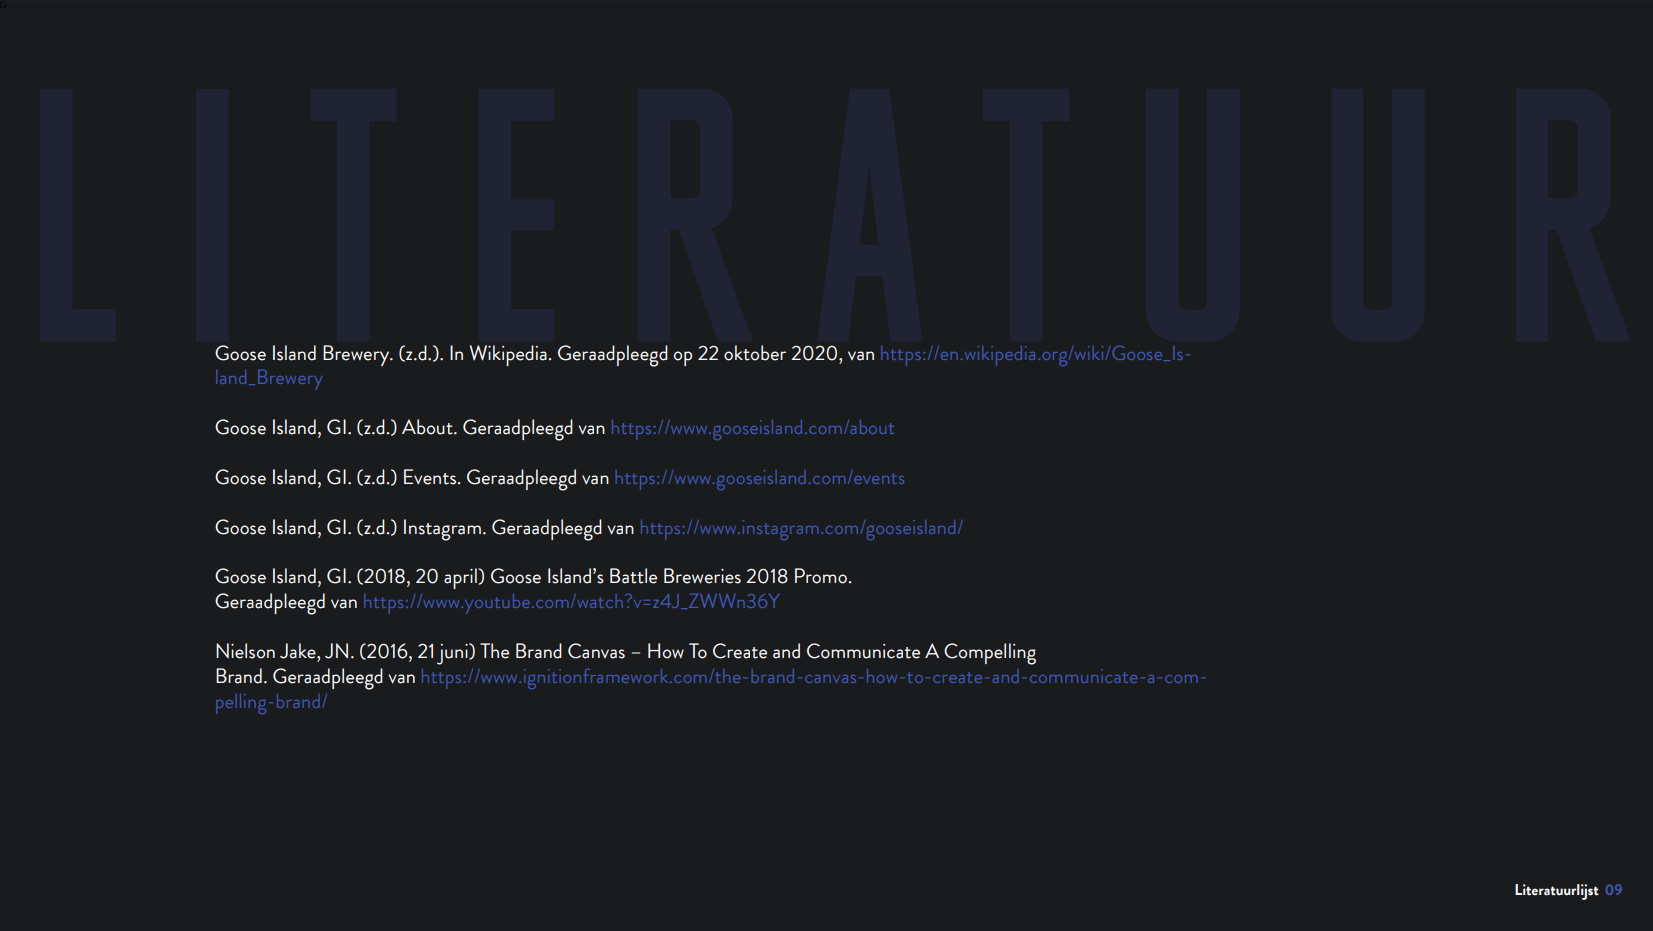 LITERATUUR
Goose Island Brewery. (z.d.). In Wikipedia. Geraadpleegd op 22 oktober 2020, van https://en.wikipedia.org/wiki/Goose_Is-
land_Brewery
Goose Island, GI. (z.d.) About. Geraadpleegd van https://www.gooseisland.com/about
Goose Island, GI. (z.d.) Events. Geraadpleegd van https://www.gooseisland.com/events
Goose Island, GI. (z.d.) Instagram. Geraadpleegd van https://www.instagram.com/gooseisland/
Goose Island, GI. (2018, 20 april) Goose Island’s Battle Breweries 2018 Promo.
Geraadpleegd van https://www.youtube.com/watch?v=z4J_ZWWn36Y
Nielson Jake, JN. (2016, 21 juni) The Brand Canvas – How To Create and Communicate A Compelling
Brand. Geraadpleegd van https://www.ignitionframework.com/the-brand-canvas-how-to-create-and-communicate-a-com-
pelling-brand/
Literatuurlijst 09